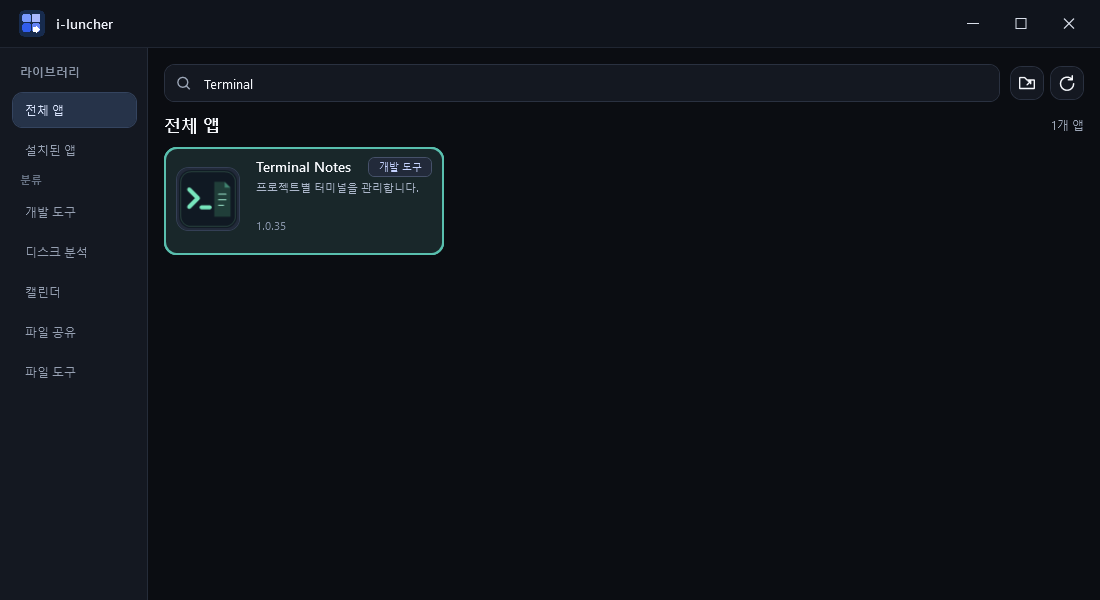 i-luncher
라이브러리
전체 앱
설치된 앱
분류
개발 도구
디스크 분석
캘린더
파일 공유
파일 도구
Terminal
전체 앱
1개 앱
Terminal Notes
개발 도구
프로젝트별 터미널을 관리합니다.
1.0.35